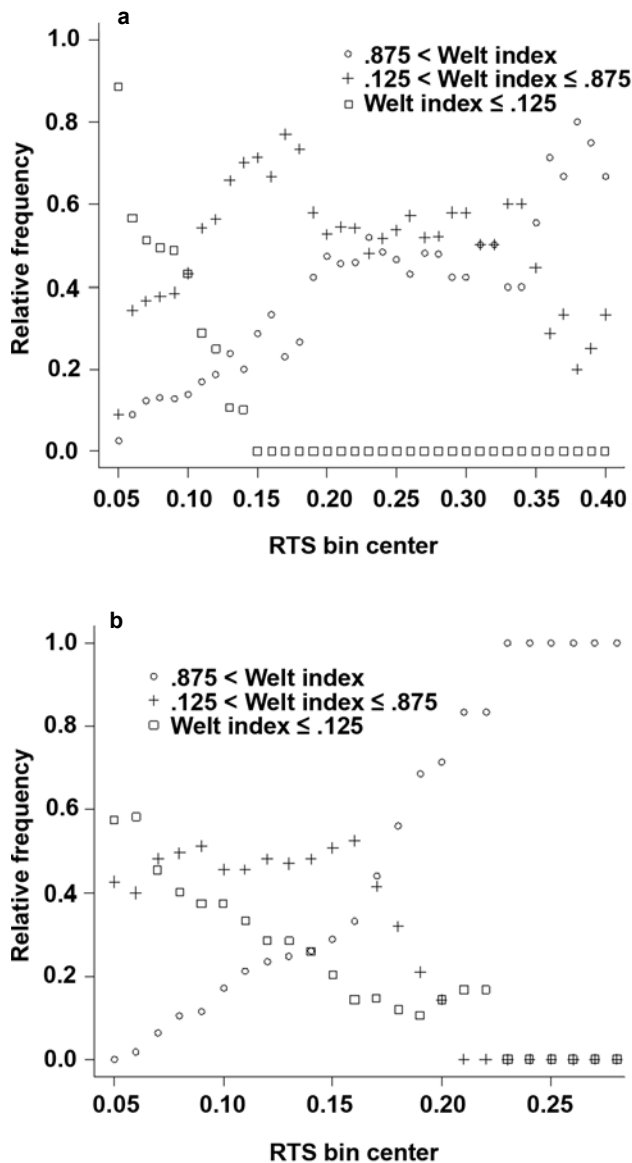 a
1.0
0.8
0.6
0.4
0.2
0.0
Relative frequency
.875 < Welt index
.125 < Welt index ≤ .875
Welt index ≤ .125
0.05 0.10 0.15 0.20 0.25 0.30 0.35 0.40
RTS bin center
b
1.0
0.8
0.6
0.4
0.2
0.0
Relative frequency
.875 < Welt index
.125 < Welt index ≤ .875
Welt index ≤ .125
0.05 0.10 0.15 0.20 0.25
RTS bin center